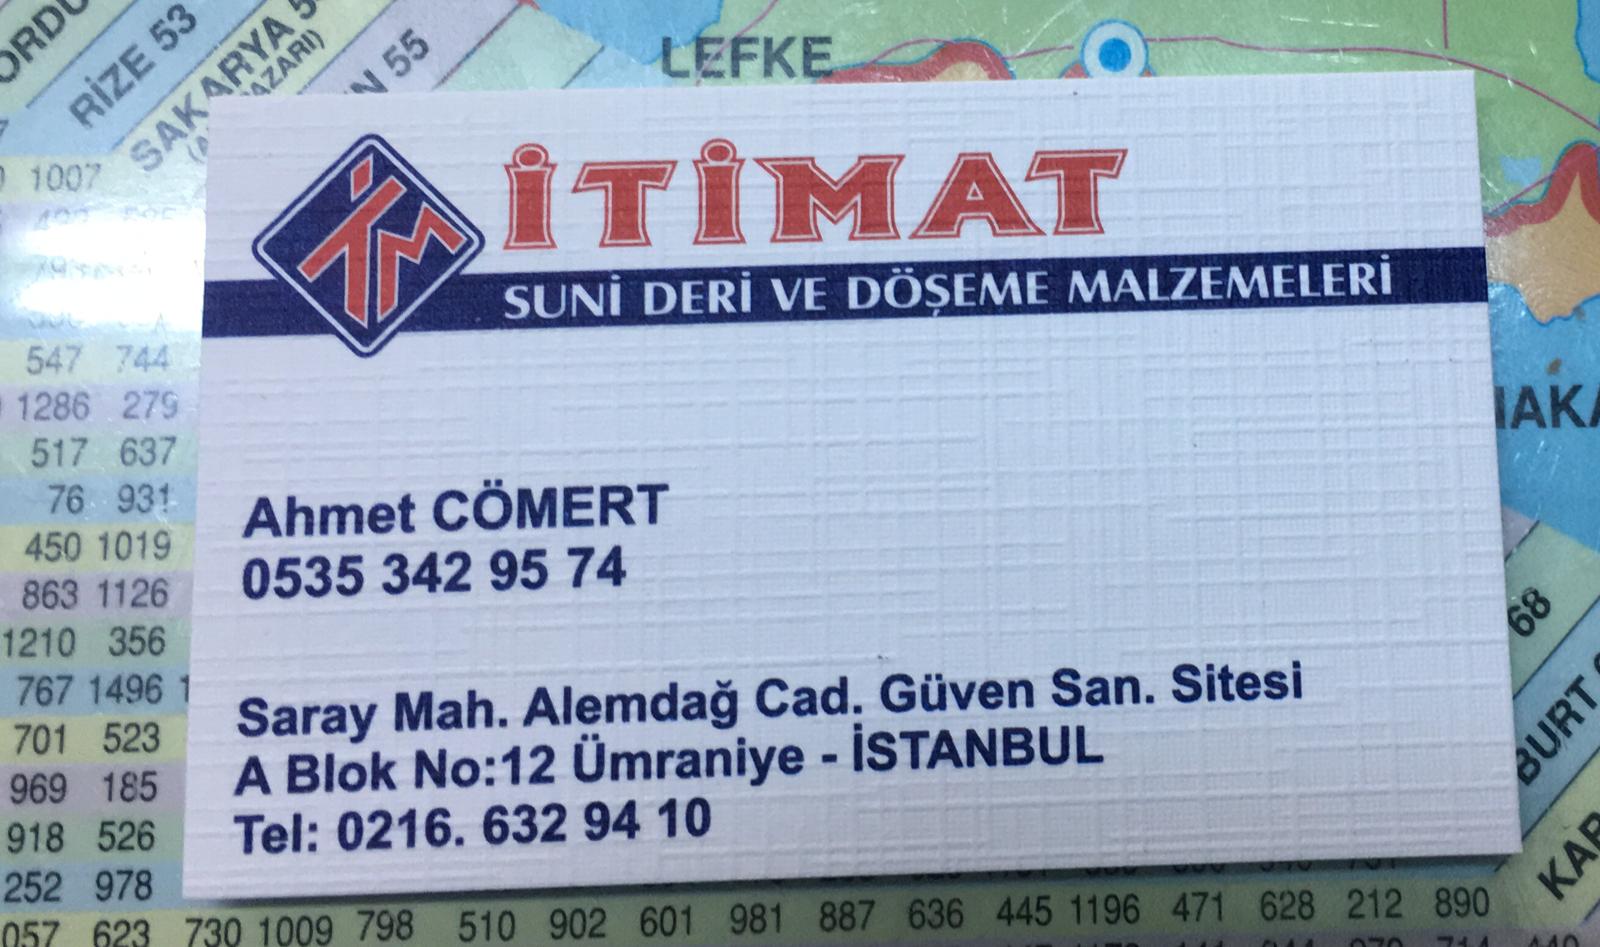 LEFKE
RİZE 53
55
1007
547 744
1286 279
517 637
76 931
450 1019
863 1126
1210 356
767 1496
701 523
969 185
918 526
252 978
057 623 730 1009 798 510 902 601 981 887 636 445 1196 471 628 212 890
68
İTİMAT
SUNİ DERİ VE DÖŞEME MALZEMELERİ
Ahmet CÖMERT
0535 342 95 74
Saray Mah. Alemdağ Cad. Güven San. Sitesi
A Blok No:12 Ümraniye - İSTANBUL
Tel: 0216. 632 94 10